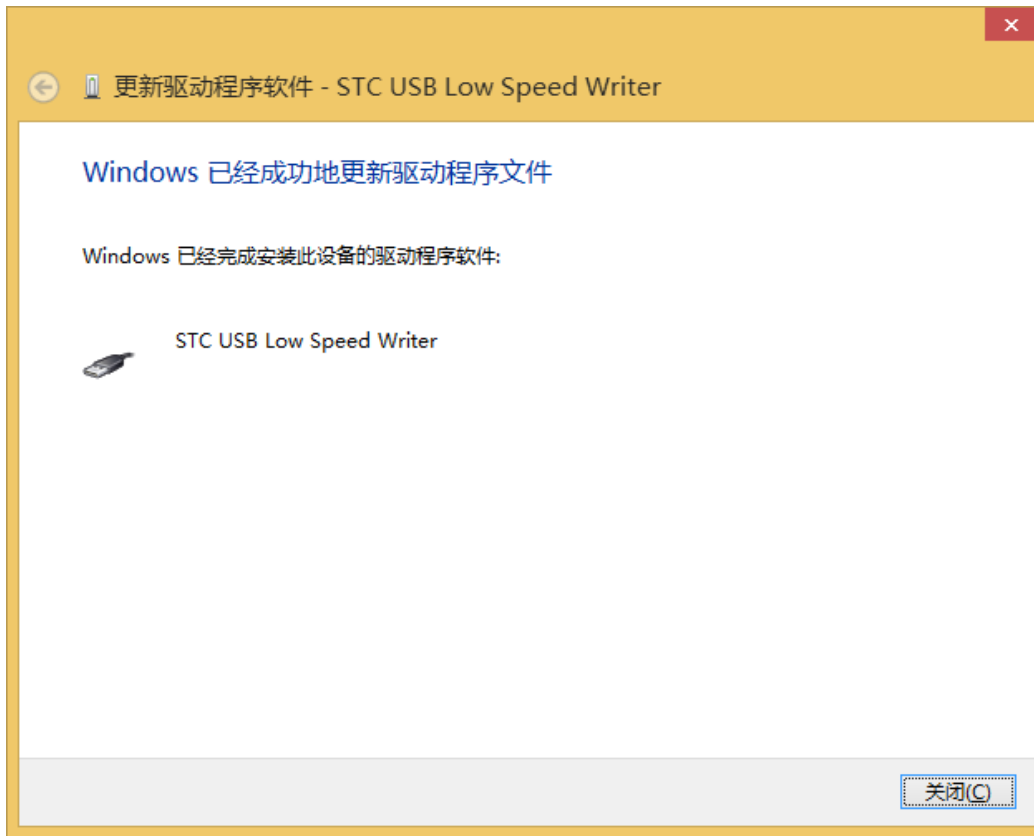 更新驱动程序软件 - STC USB Low Speed Writer
Windows 已经成功地更新驱动程序文件
Windows 已经完成安装此设备的驱动程序软件:
STC USB Low Speed Writer
关闭(C)